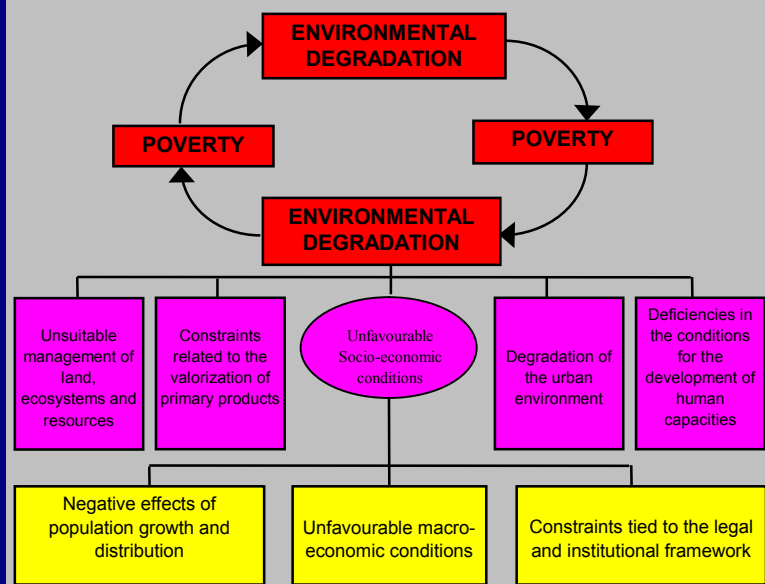 ENVIRONMENTAL
DEGRADATION
POVERTY
POVERTY
ENVIRONMENTAL
DEGRADATION
Unsuitable
management of
land,
ecosystems and
resources
Constraints
related to the
valorization of
primary products
Unfavourable
Socio-economic
conditions
Degradation of
the urban
environment
Deficiencies in
the conditions
for the
development of
human
capacities
Negative effects of
population growth and
distribution
Unfavourable macro-
economic conditions
Constraints tied to the legal
and institutional framework